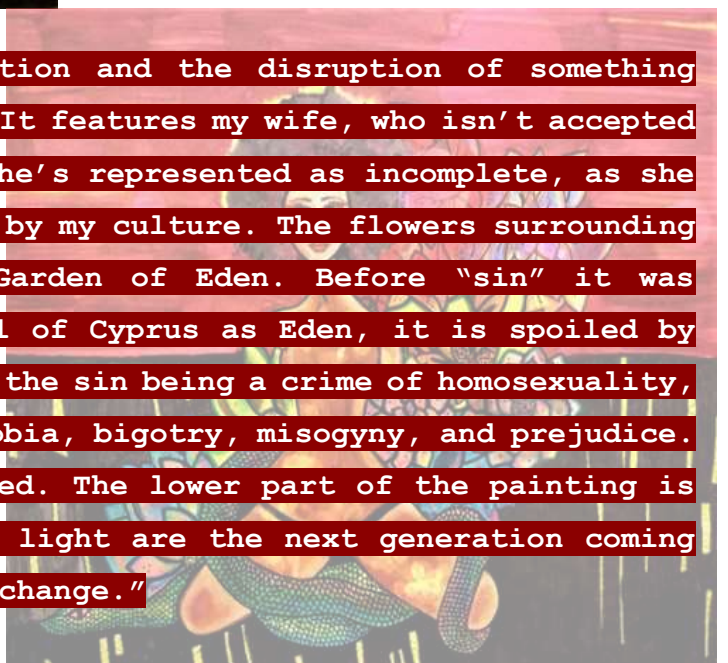 tion and the disruption of something
It features my wife, who isn’t accepted
he’s represented as incomplete, as she
by my culture. The flowers surrounding
Garden of Eden. Before “sin” it was
of Cyprus as Eden, it is spoiled by
the sin being a crime of homosexuality,
bia, bigotry, misogyny, and prejudice.
ed. The lower part of the painting is
light are the next generation coming
change.”